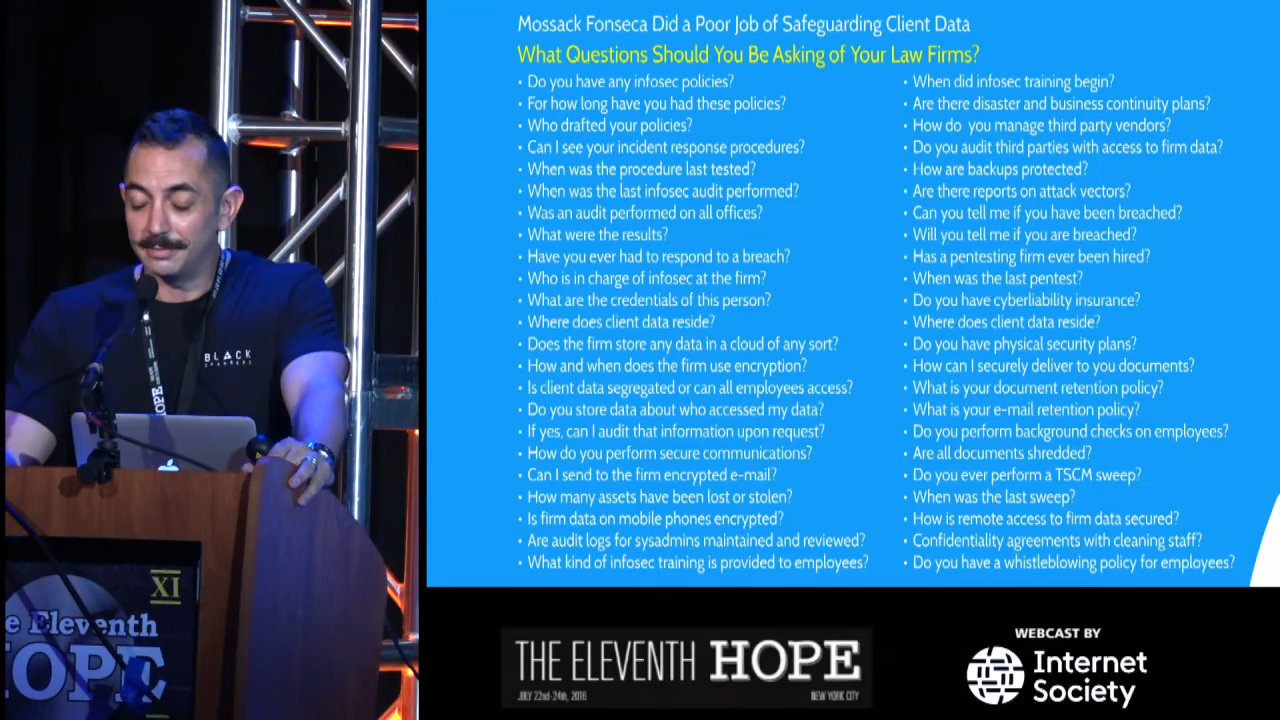 Mossack Fonseca Did a Poor Job of Safeguarding Client Data
What Questions Should You Be Asking of Your Law Firms?
• Do you have any infosec policies?
• For how long have you had these policies?
• Who drafted your policies?
• Can I see your incident response procedures?
• When was the procedure last tested?
• When was the last infosec audit performed?
• Was an audit performed on all offices?
• What were the results?
• Have you ever had to respond to a breach?
• Who is in charge of infosec at the firm?
• What are the credentials of this person?
• Where does client data reside?
• Does the firm store any data in a cloud of any sort?
• How and when does the firm use encryption?
• Is client data segregated or can all employees access?
• Do you store data about who accessed my data?
• If yes, can I audit that information upon request?
• How do you perform secure communications?
• Can I send to the firm encrypted e-mail?
• How many assets have been lost or stolen?
• Is firm data on mobile phones encrypted?
• Are audit logs for sysadmins maintained and reviewed?
• What kind of infosec training is provided to employees?
• When did infosec training begin?
• Are there disaster and business continuity plans?
• How do you manage third party vendors?
• Do you audit third parties with access to firm data?
• How are backups protected?
• Are there reports on attack vectors?
• Can you tell me if you have been breached?
• Will you tell me if you are breached?
• Has a pentesting firm ever been hired?
• When was the last pentest?
• Do you have cyberliability insurance?
• Where does client data reside?
• Do you have physical security plans?
• How can I securely deliver to you documents?
• What is your document retention policy?
• What is your e-mail retention policy?
• Do you perform background checks on employees?
• Are all documents shredded?
• Do you ever perform a TSCM sweep?
• When was the last sweep?
• How is remote access to firm data secured?
• Confidentiality agreements with cleaning staff?
• Do you have a whistleblowing policy for employees?
BLACK
HOPE
XI
e Eleventh
HOPE
THE ELEVENTH HOPE
JULY 22nd-24th, 2016
NEW YORK CITY
WEBCAST BY
Internet
Society